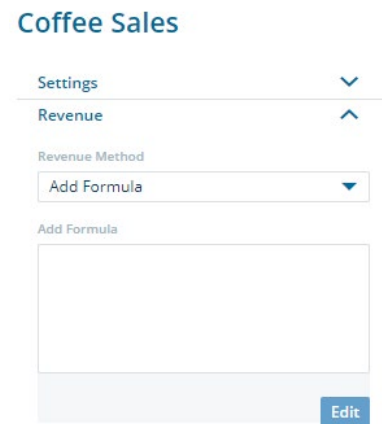 Coffee Sales
Settings
Revenue
Revenue Method
Add Formula
Add Formula
Edit